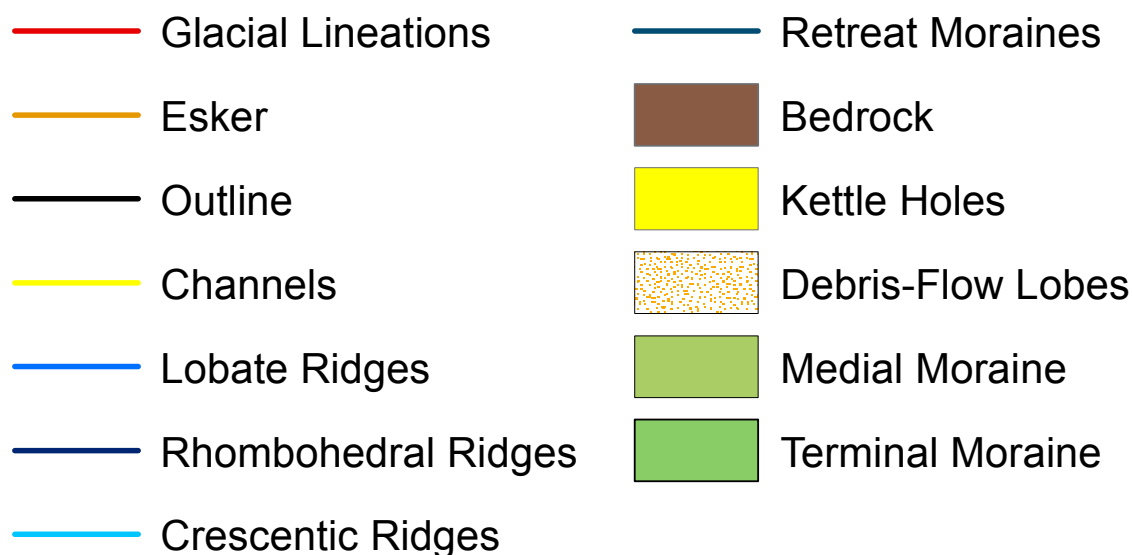 Glacial Lineations
Esker
Outline
Channels
Lobate Ridges
Rhombohedral Ridges
Crescentic Ridges
Retreat Moraines
Bedrock
Kettle Holes
Debris-Flow Lobes
Medial Moraine
Terminal Moraine